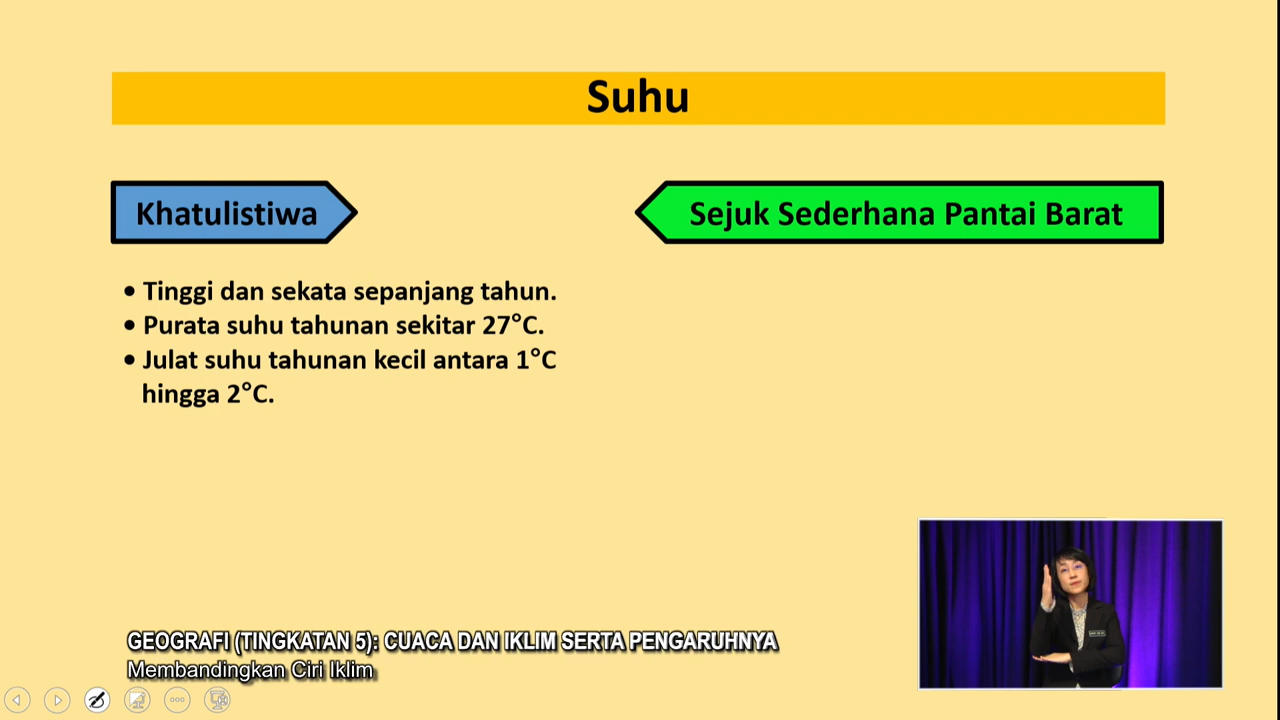 Suhu
Khatulistiwa
Sejuk Sederhana Pantai Barat
• Tinggi dan sekata sepanjang tahun.
• Purata suhu tahunan sekitar 27°C.
• Julat suhu tahunan kecil antara 1°C
hingga 2°C.
GEOGRAFI (TINGKATAN 5): CUACA DAN IKLIM SERTA PENGARUHNYA
Membandingkan Ciri Iklim